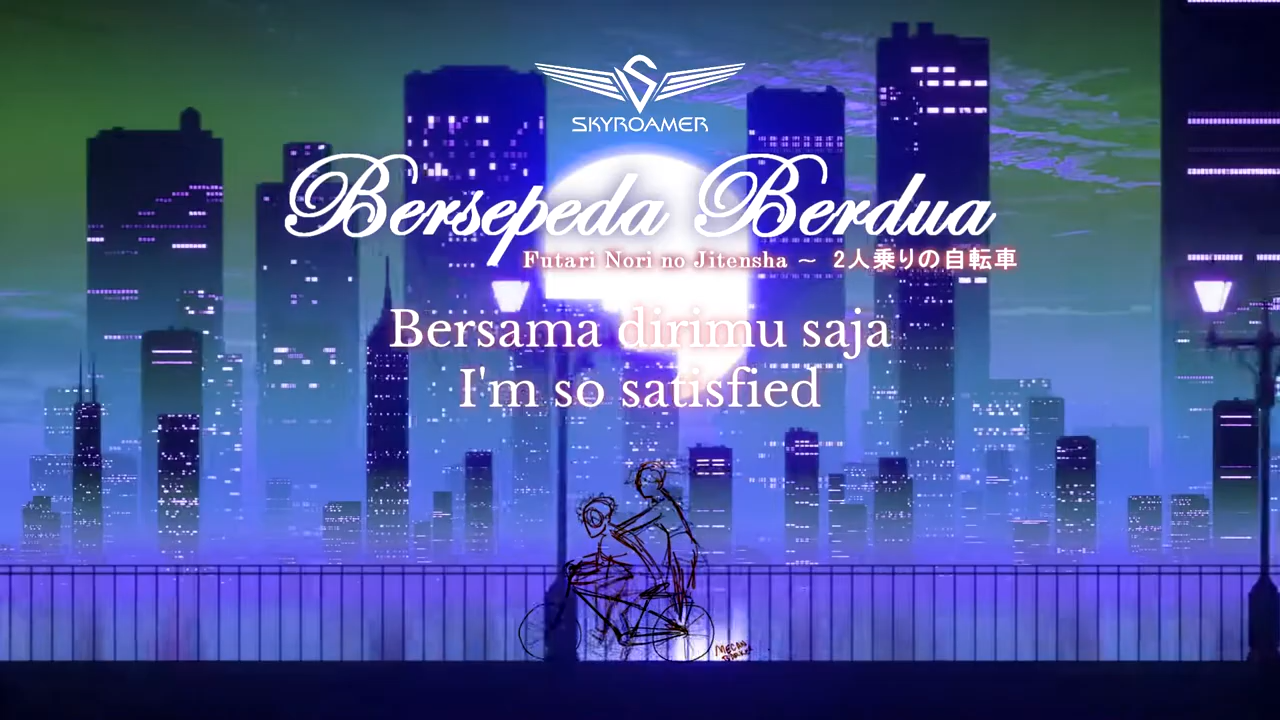 SKYROAMER
Bersepeda Berdua
Futari Nori no Jitensha ~ 2人乗りの自転車
Bersama dirimu saja
I'm so satisfied
MEGAN